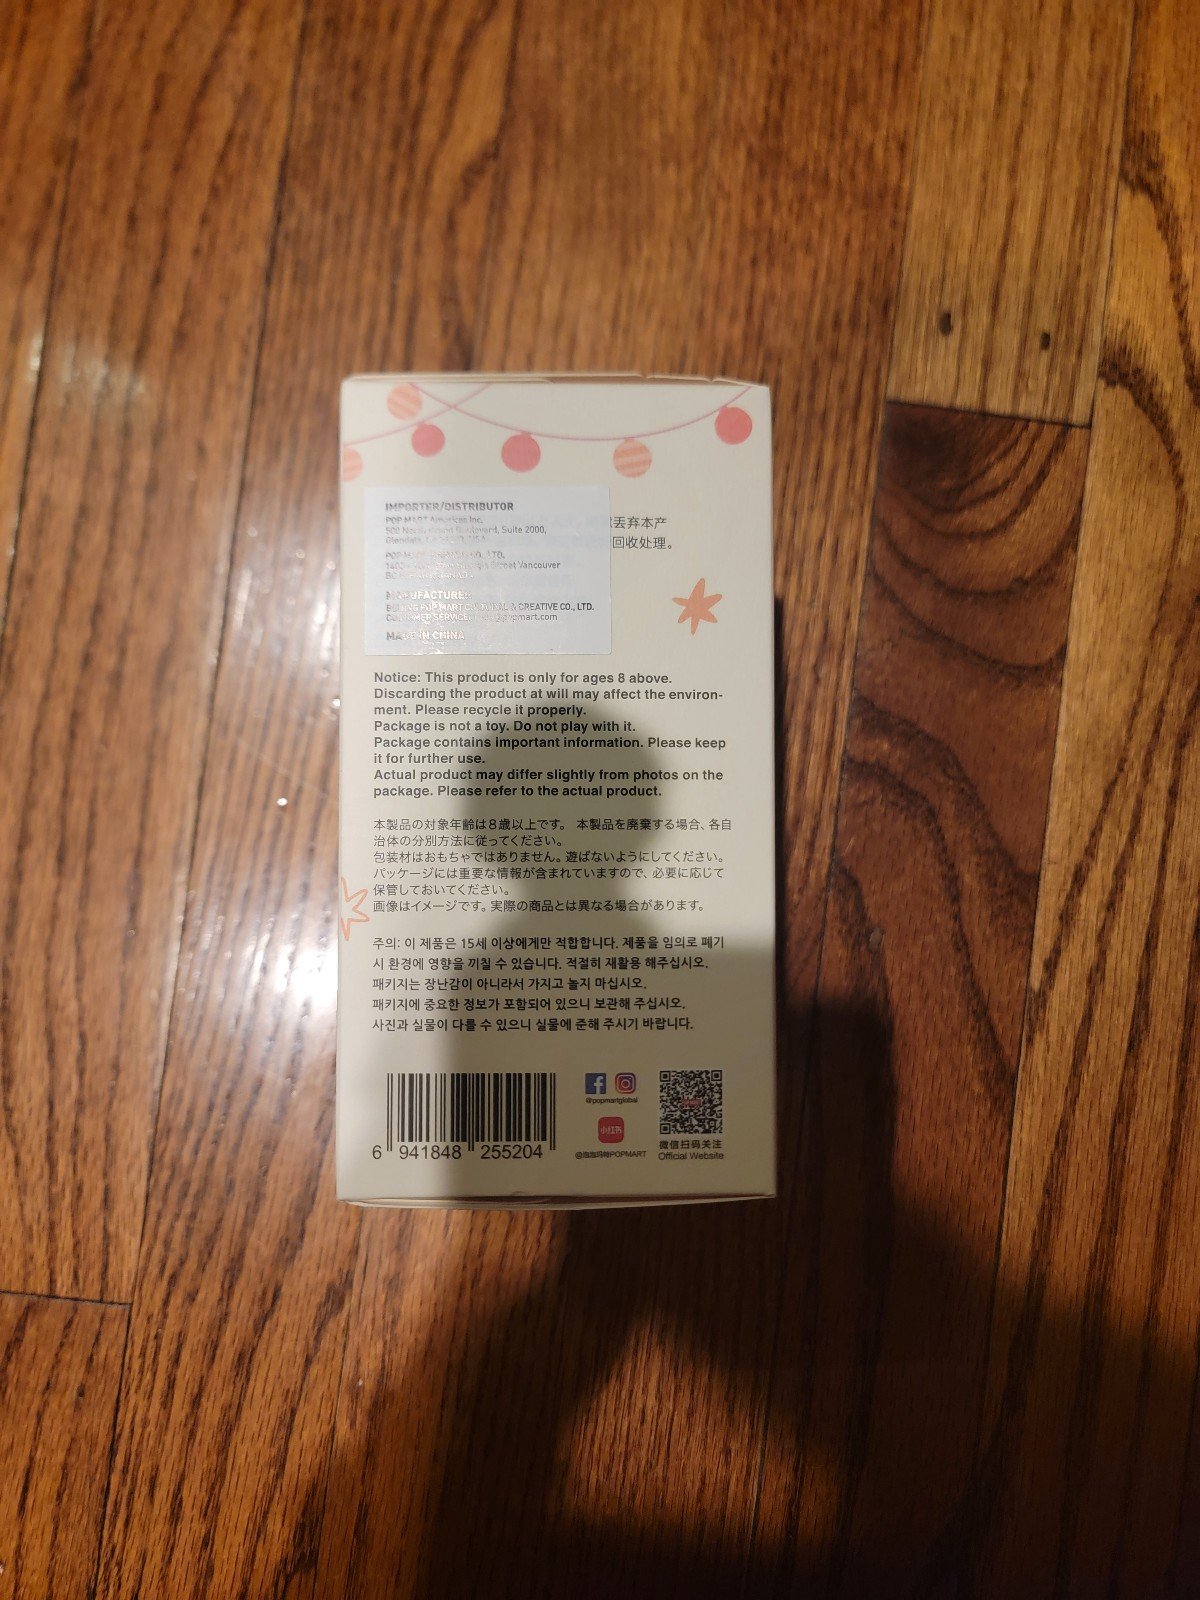 IMPORTER/DISTRIBUTOR
POP MART Americas Inc.
500 North Brand Boulevard, Suite 2000,
Glendale, USA
POP MART LTD.
Street Vancouver
BC
丢弃本产
回收处理。
MANUFACTURER:
BEIJING POP MART CULTURAL & CREATIVE CO., LTD.
CUSTOMER SERVICE:
MADE IN CHINA
Notice: This product is only for ages 8 above.
Discarding the product at will may affect the environ-
ment. Please recycle it properly.
Package is not a toy. Do not play with it.
Package contains important information. Please keep
it for further use.
Actual product may differ slightly from photos on the
package. Please refer to the actual product.
本製品の対象年齢は8歳以上です。 本製品を廃棄する場合、各自
治体の分別方法に従ってください。
包装材はおもちゃではありません。遊ばないようにしてください。
パッケージには重要な情報が含まれていますので、必要に応じて
保管しておいてください。
画像はイメージです。実際の商品とは異なる場合があります。
주의: 이 제품은 15세 이상에게만 적합합니다. 제품을 임의로 폐기
시 환경에 영향을 끼칠 수 있습니다. 적절히 재활용 해주십시오.
패키지는 장난감이 아니라서 가지고 놀지 마십시오.
패키지에 중요한 정보가 포함되어 있으니 보관해 주십시오.
사진과 실물이 다를 수 있으니 실물에 준해 주시기 바랍니다.
6 941848 255204
@popmartglobal
小红书
@泡泡玛特POPMART
微信扫码关注
Official Website